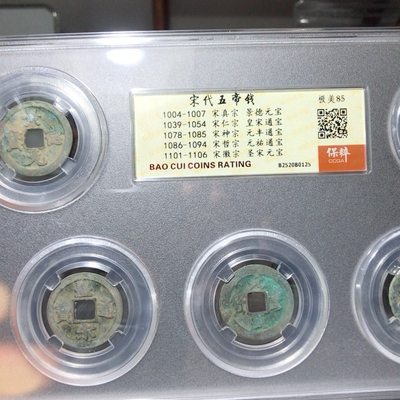 宋代五帝钱
极美85
1004-1007 宋真宗 景德元宝
1039-1054 宋仁宗 皇宋通宝
1078-1085 宋神宗 元丰通宝
1086-1094 宋哲宗 元祐通宝
1101-1106 宋徽宗 圣宋元宝
保粹
CCGA
BAO CUI COINS RATING
B2520B0125